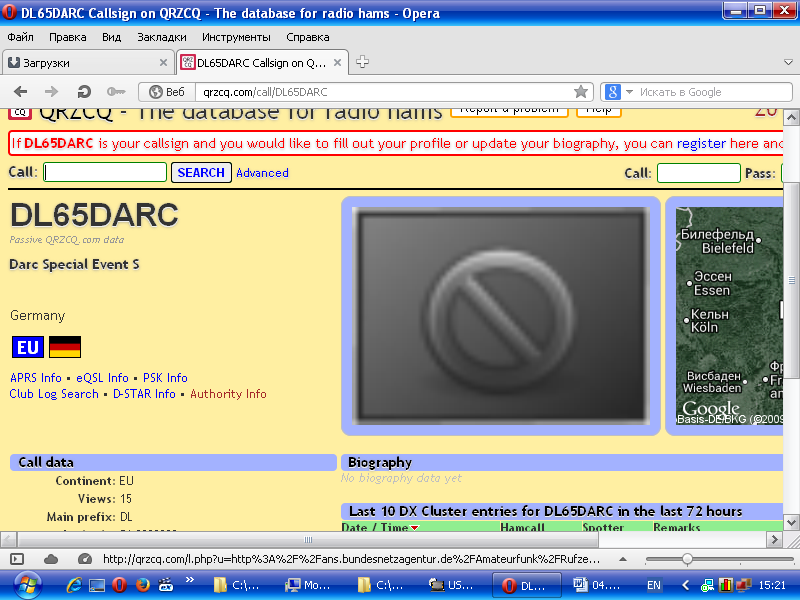 DL65DARC Callsign on QRZCQ - The database for radio hams - Opera
Файл Правка Вид Закладки Инструменты Справка
Загрузки
DL65DARC Callsign on Q...
Веб
qrzcq.com/call/DL65DARC
Искать в Google
QRZCQ - The database for radio hams
Report a problem
Help
If DL65DARC is your callsign and you would like to fill out your profile or update your biography, you can register here and
Call:
SEARCH
Advanced
Call:
Pass:
DL65DARC
Passive QRZCQ.com data
Darc Special Event S
Germany
EU
APRS Info • eQSL Info • PSK Info
Club Log Search • D-STAR Info • Authority Info
Билефельд
Bielefeld
Эссен
Essen
Кельн
Köln
Висбаден
Wiesbaden
Google
Basis-DE/BKG (©2009
Call data
Continent: EU
Views: 15
Main prefix: DL
Biography
No biography data yet
Last 10 DX Cluster entries for DL65DARC in the last 72 hours
Date / Time Hamcall Spotter Remarks
http://qrzcq.com/l.php?u=http%3A%2F%2Fans.bundesnetzagentur.de%2FAmateurfunk%2FRufze...
C:\...
Mo...
C:\...
US...
DL...
04....
EN
15:21